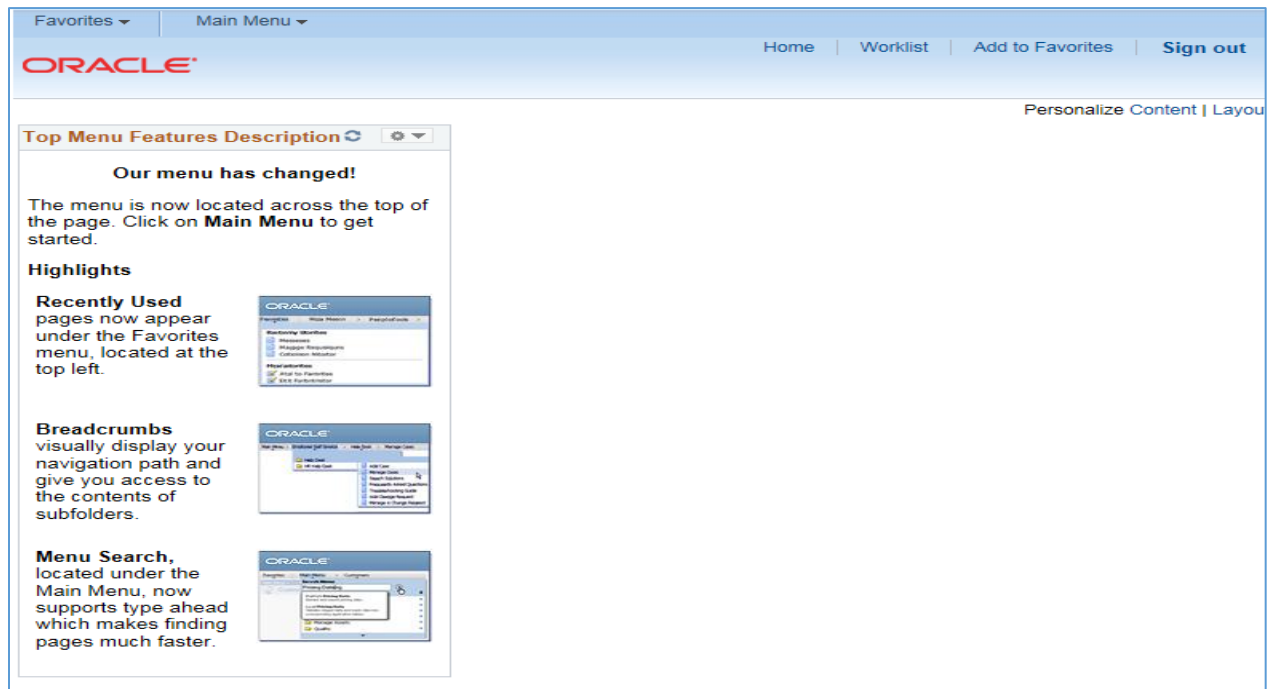 Favorites Main Menu
Home Worklist Add to Favorites Sign out
ORACLE
Personalize Content | Layou
Top Menu Features Description
Our menu has changed!
The menu is now located across the top of
the page. Click on Main Menu to get
started.
Highlights
Recently Used
pages now appear
under the Favorites
menu, located at the
top left.
ORACLE
Breadcrumbs
visually display your
navigation path and
give you access to
the contents of
subfolders.
ORACLE
Menu Search,
located under the
Main Menu, now
supports type ahead
which makes finding
pages much faster.
ORACLE